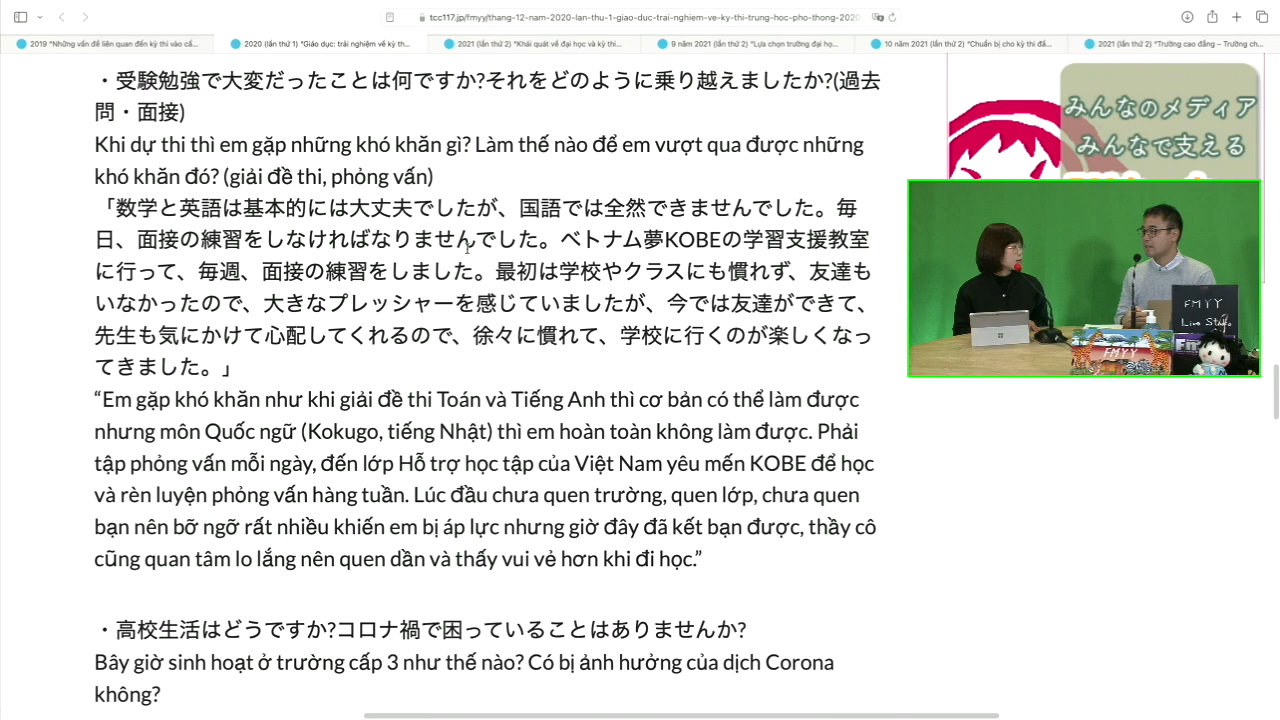 tcc117.jp/fmyy/thang-12-nam-2020-lan-thu-1-giao-duc-trai-nghiem-ve-ky-thi-trung-hoc-pho-thong-2020
2019 "Những vấn đề liên quan đến kỳ thi vào cấ...
2020 (lần thứ 1) "Giáo dục: trải nghiệm về kỳ th...
2021 (lần thứ 2) "Khái quát về đại học và kỳ thi...
9 năm 2021 (lần thứ 2) "Lựa chọn trường đại họ...
10 năm 2021 (lần thứ 2) "Chuẩn bị cho kỳ thi đầ...
2021 (lần thứ 2) "Trường cao đẳng – Trường ch...
・受験勉強で大変だったことは何ですか?それをどのように乗り越えましたか?(過去
問・面接)
Khi dự thi thì em gặp những khó khăn gì? Làm thế nào để em vượt qua được những
khó khăn đó? (giải đề thi, phỏng vấn)
「数学と英語は基本的には大丈夫でしたが、国語では全然できませんでした。毎
日、面接の練習をしなければなりませんでした。ベトナム夢KOBEの学習支援教室
に行って、毎週、面接の練習をしました。最初は学校やクラスにも慣れず、友達も
いなかったので、大きなプレッシャーを感じていましたが、今では友達ができて、
先生も気にかけて心配してくれるので、徐々に慣れて、学校に行くのが楽しくなっ
てきました。」
“Em gặp khó khăn như khi giải đề thi Toán và Tiếng Anh thì cơ bản có thể làm được
nhưng môn Quốc ngữ (Kokugo, tiếng Nhật) thì em hoàn toàn không làm được. Phải
tập phỏng vấn mỗi ngày, đến lớp Hỗ trợ học tập của Việt Nam yêu mến KOBE để học
và rèn luyện phỏng vấn hàng tuần. Lúc đầu chưa quen trường, quen lớp, chưa quen
bạn nên bỡ ngỡ rất nhiều khiến em bị áp lực nhưng giờ đây đã kết bạn được, thầy cô
cũng quan tâm lo lắng nên quen dần và thấy vui vẻ hơn khi đi học.”
・高校生活はどうですか?コロナ禍で困っていることはありませんか?
Bây giờ sinh hoạt ở trường cấp 3 như thế nào? Có bị ảnh hưởng của dịch Corona
không?
みんなのメディア
みんなで支える
FMYY
Live
FMYY